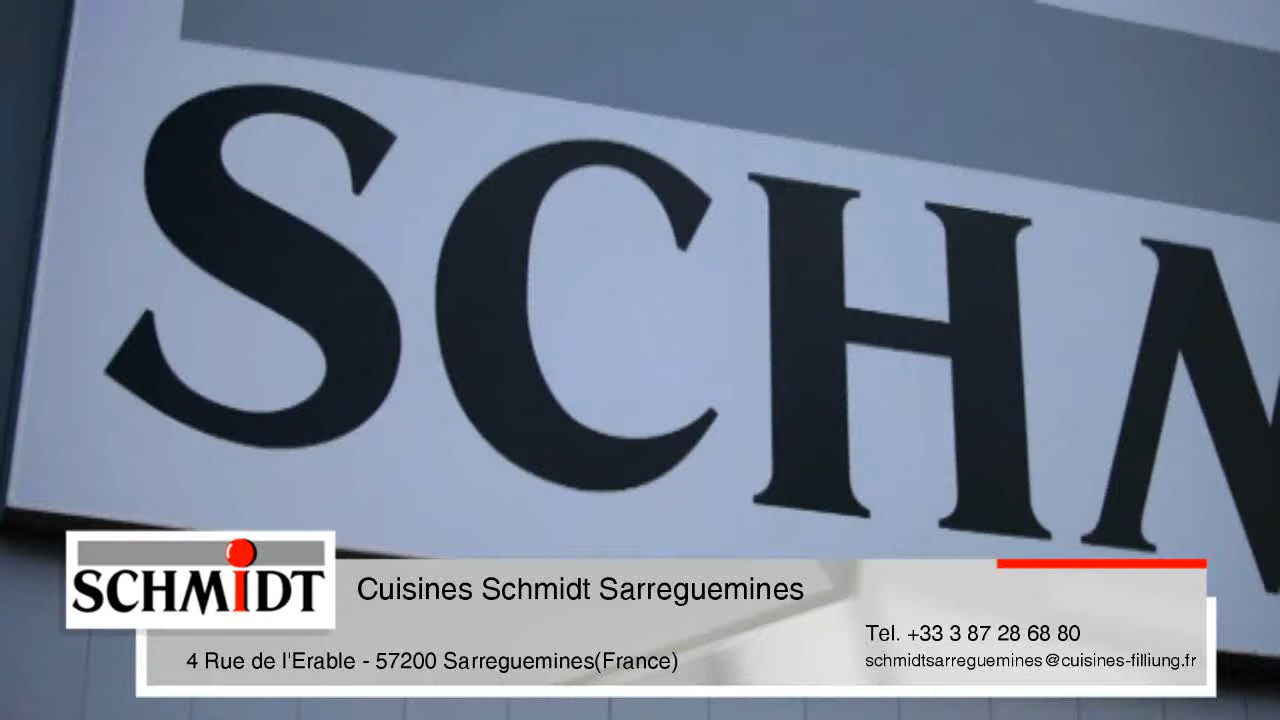 SCHM
SCHMiDT
Cuisines Schmidt Sarreguemines
Tel. +33 3 87 28 68 80
4 Rue de l'Erable - 57200 Sarreguemines(France)
schmidtsarreguemines@cuisines-filliung.fr